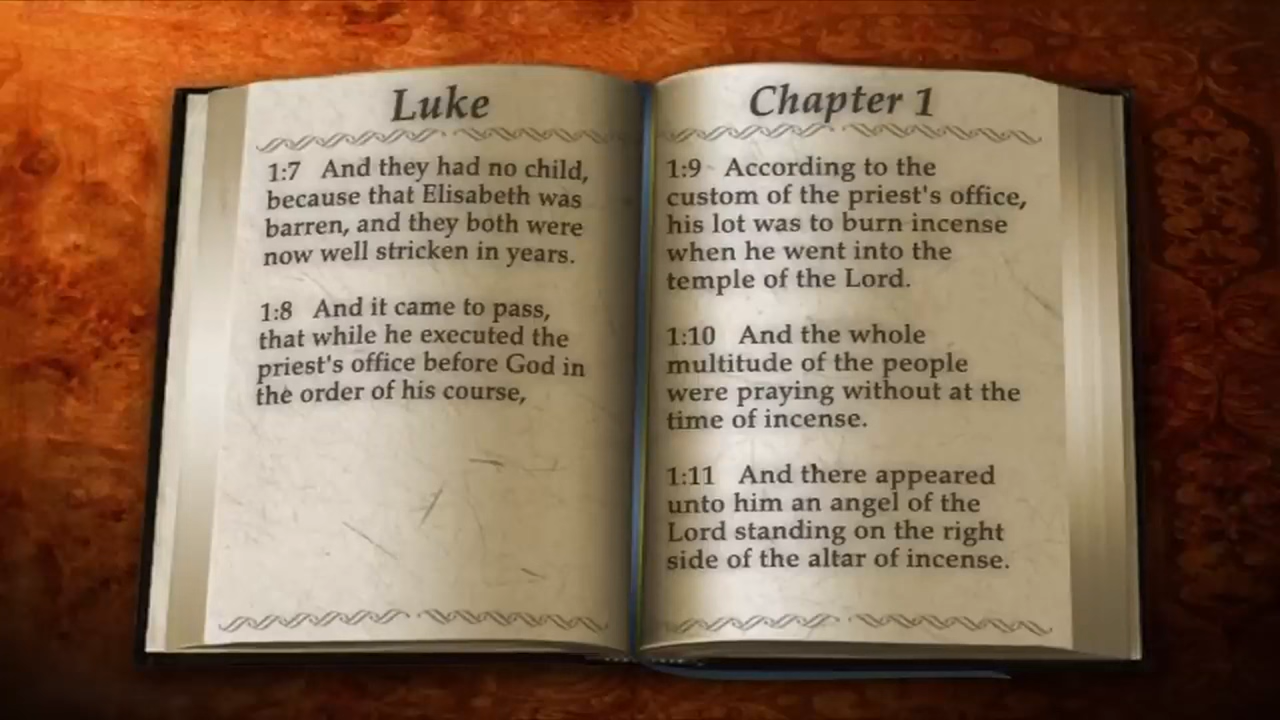 Luke
1:7 And they had no child,
because that Elisabeth was
barren, and they both were
now well stricken in years.
1:8 And it came to pass,
that while he executed the
priest's office before God in
the order of his course,
Chapter 1
1:9 According to the
custom of the priest's office,
his lot was to burn incense
when he went into the
temple of the Lord.
1:10 And the whole
multitude of the people
were praying without at the
time of incense.
1:11 And there appeared
unto him an angel of the
Lord standing on the right
side of the altar of incense.